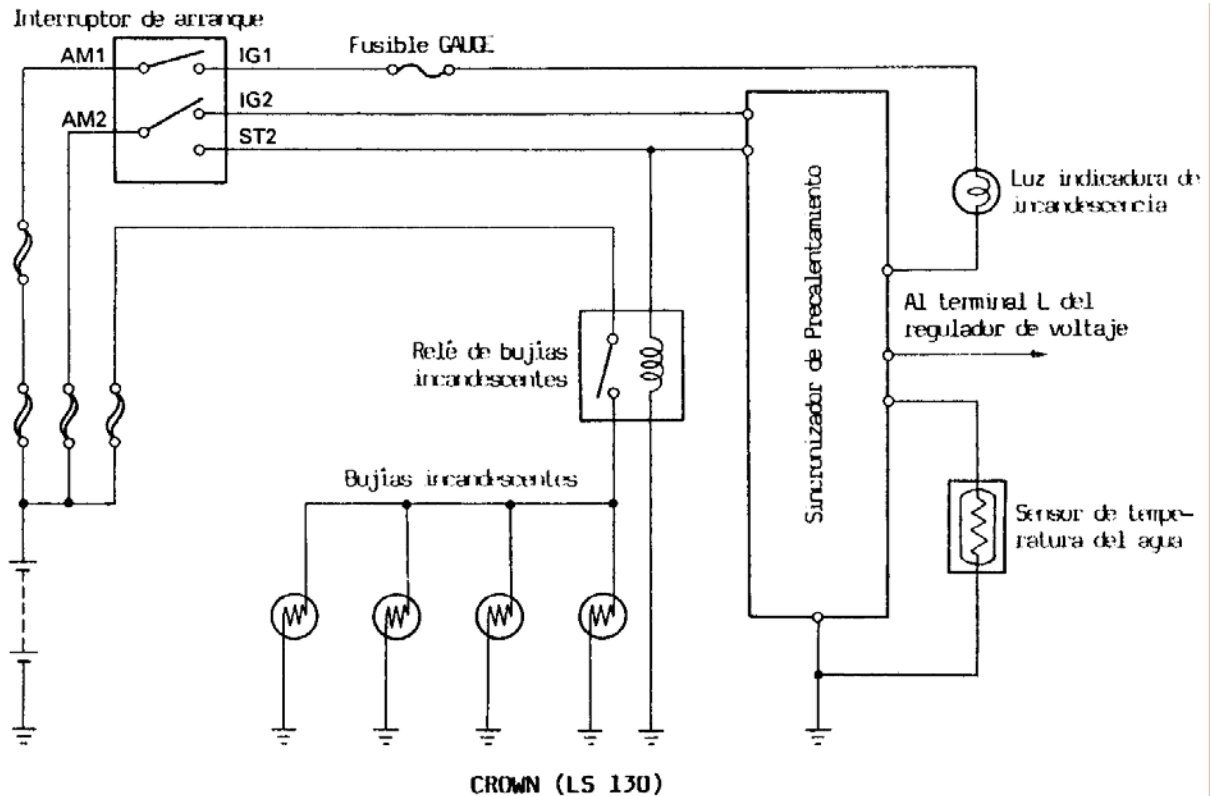 Interruptor de arranque
AM1
IG1
Fusible GAUGE
AM2
IG2
ST2
Luz indicadora de
incandescencia
Sincronizador de Precalentamiento
Al terminal L del
regulador de voltaje
Relé de bujías
incandescentes
Bujías incandescentes
Sensor de tempe-
ratura del agua
CROWN (LS 130)